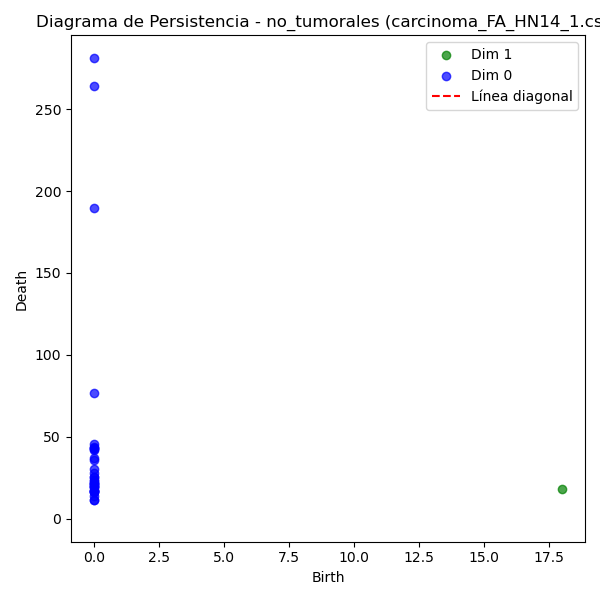 Diagrama de Persistencia - no_tumorales (carcinoma_FA_HN14_1.cs
Dim 1
Dim 0
Línea diagonal
250
200
150
100
50
0
Death
0.0 2.5 5.0 7.5 10.0 12.5 15.0 17.5
Birth